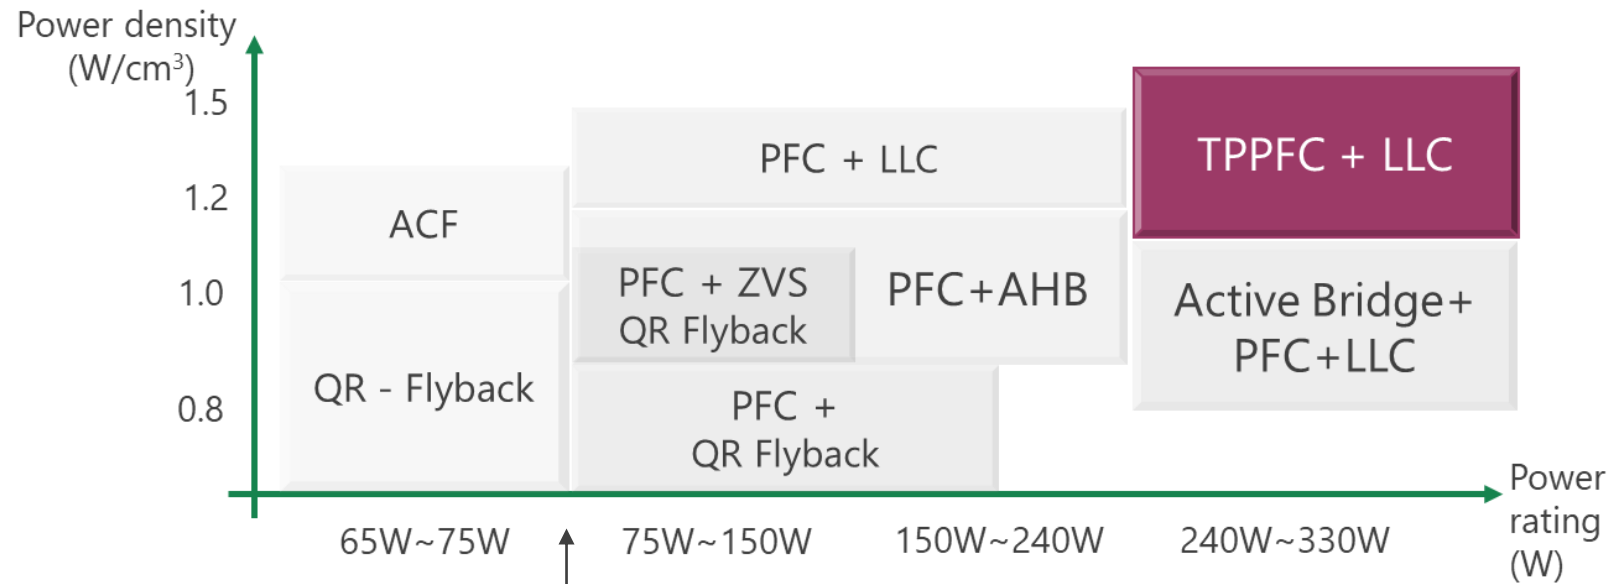 Power density
(W/cm³)
1.5
1.2
1.0
0.8
ACF
QR - Flyback
PFC + LLC
PFC + ZVS
QR Flyback
PFC+AHB
PFC +
QR Flyback
TPPFC + LLC
Active Bridge+
PFC+LLC
65W~75W
75W~150W
150W~240W
240W~330W
Power
rating
(W)